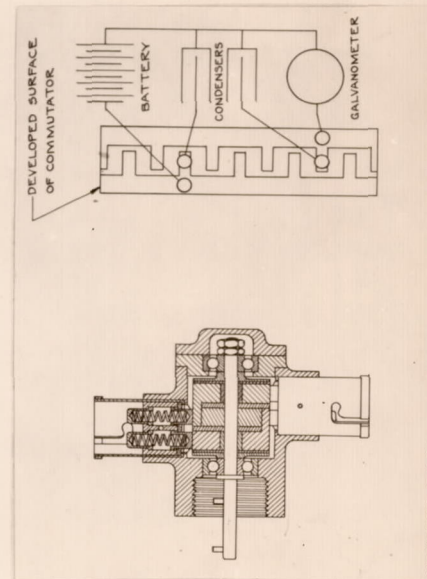 DEVELOPED SURFACE
OF COMMUTATOR
BATTERY
CONDENSERS
GALVANOMETER